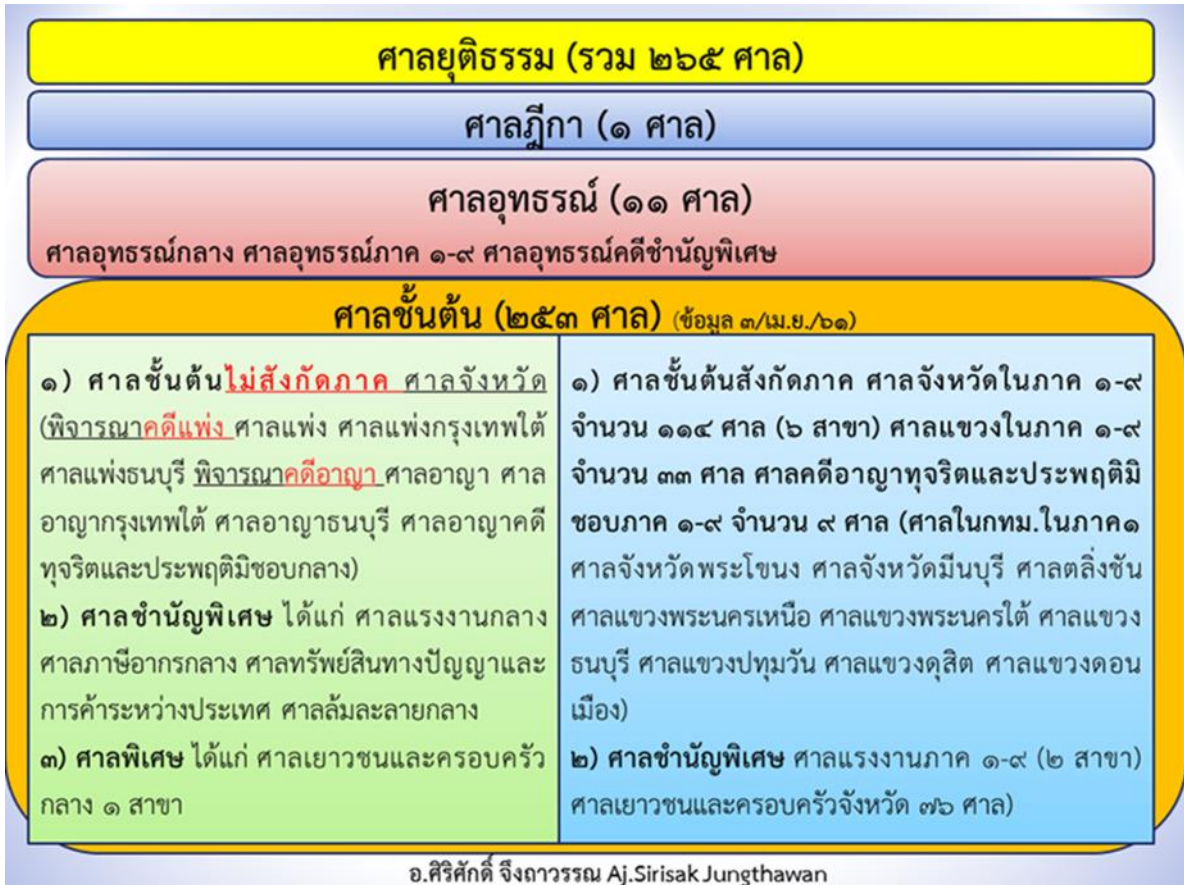 ศาลยุติธรรม (รวม ๒๖๕ ศาล)
ศาลฎีกา (๑ ศาล)
ศาลอุทธรณ์ (๑๑ ศาล)
ศาลอุทธรณ์กลาง ศาลอุทธรณ์ภาค ๑-๙ ศาลอุทธรณ์คดีชำนัญพิเศษ
ศาลชั้นต้น (๒๕๓ ศาล) (ข้อมูล ๓/เม.ย./๖๑)
๑) ศาลชั้นต้นไม่สังกัดภาค ศาลจังหวัด
(พิจารณาคดีแพ่ง ศาลแพ่ง ศาลแพ่งกรุงเทพใต้
ศาลแพ่งธนบุรี พิจารณาคดีอาญา ศาลอาญา ศาล
อาญากรุงเทพใต้ ศาลอาญาธนบุรี ศาลอาญาคดี
ทุจริตและประพฤติมิชอบกลาง)
๒) ศาลชำนัญพิเศษ ได้แก่ ศาลแรงงานกลาง
ศาลภาษีอากรกลาง ศาลทรัพย์สินทางปัญญาและ
การค้าระหว่างประเทศ ศาลล้มละลายกลาง
๓) ศาลพิเศษ ได้แก่ ศาลเยาวชนและครอบครัว
กลาง ๑ สาขา
๑) ศาลชั้นต้นสังกัดภาค ศาลจังหวัดในภาค ๑-๙
จำนวน ๑๑๔ ศาล (๖ สาขา) ศาลแขวงในภาค ๑-๙
จำนวน ๓๓ ศาล ศาลคดีอาญาทุจริตและประพฤติมิ
ชอบภาค ๑-๙ จำนวน ๙ ศาล (ศาลในกทม.ในภาค๑
ศาลจังหวัดพระโขนง ศาลจังหวัดมีนบุรี ศาลตลิ่งชัน
ศาลแขวงพระนครเหนือ ศาลแขวงพระนครใต้ ศาลแขวง
ธนบุรี ศาลแขวงปทุมวัน ศาลแขวงดุสิต ศาลแขวงดอน
เมือง)
๒) ศาลชำนัญพิเศษ ศาลแรงงานภาค ๑-๙ (๒ สาขา)
ศาลเยาวชนและครอบครัวจังหวัด ๗๖ ศาล)
อ.ศิริศักดิ์ จึงถาวรรณ Aj.Sirisak Jungthawan